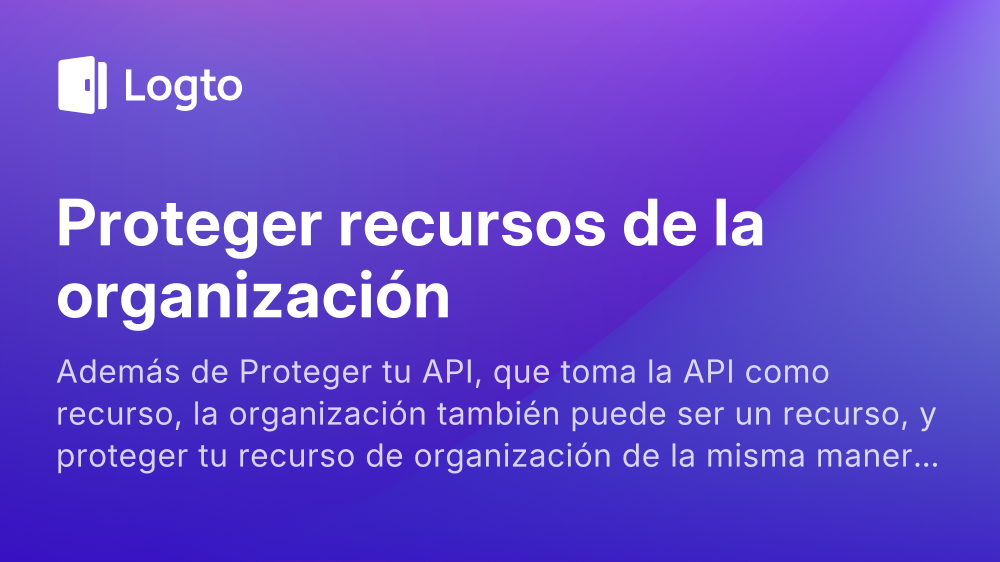 Logto
Proteger recursos de la
organización
Además de Proteger tu API, que toma la API como
recurso, la organización también puede ser un recurso, y
proteger tu recurso de organización de la misma maner...